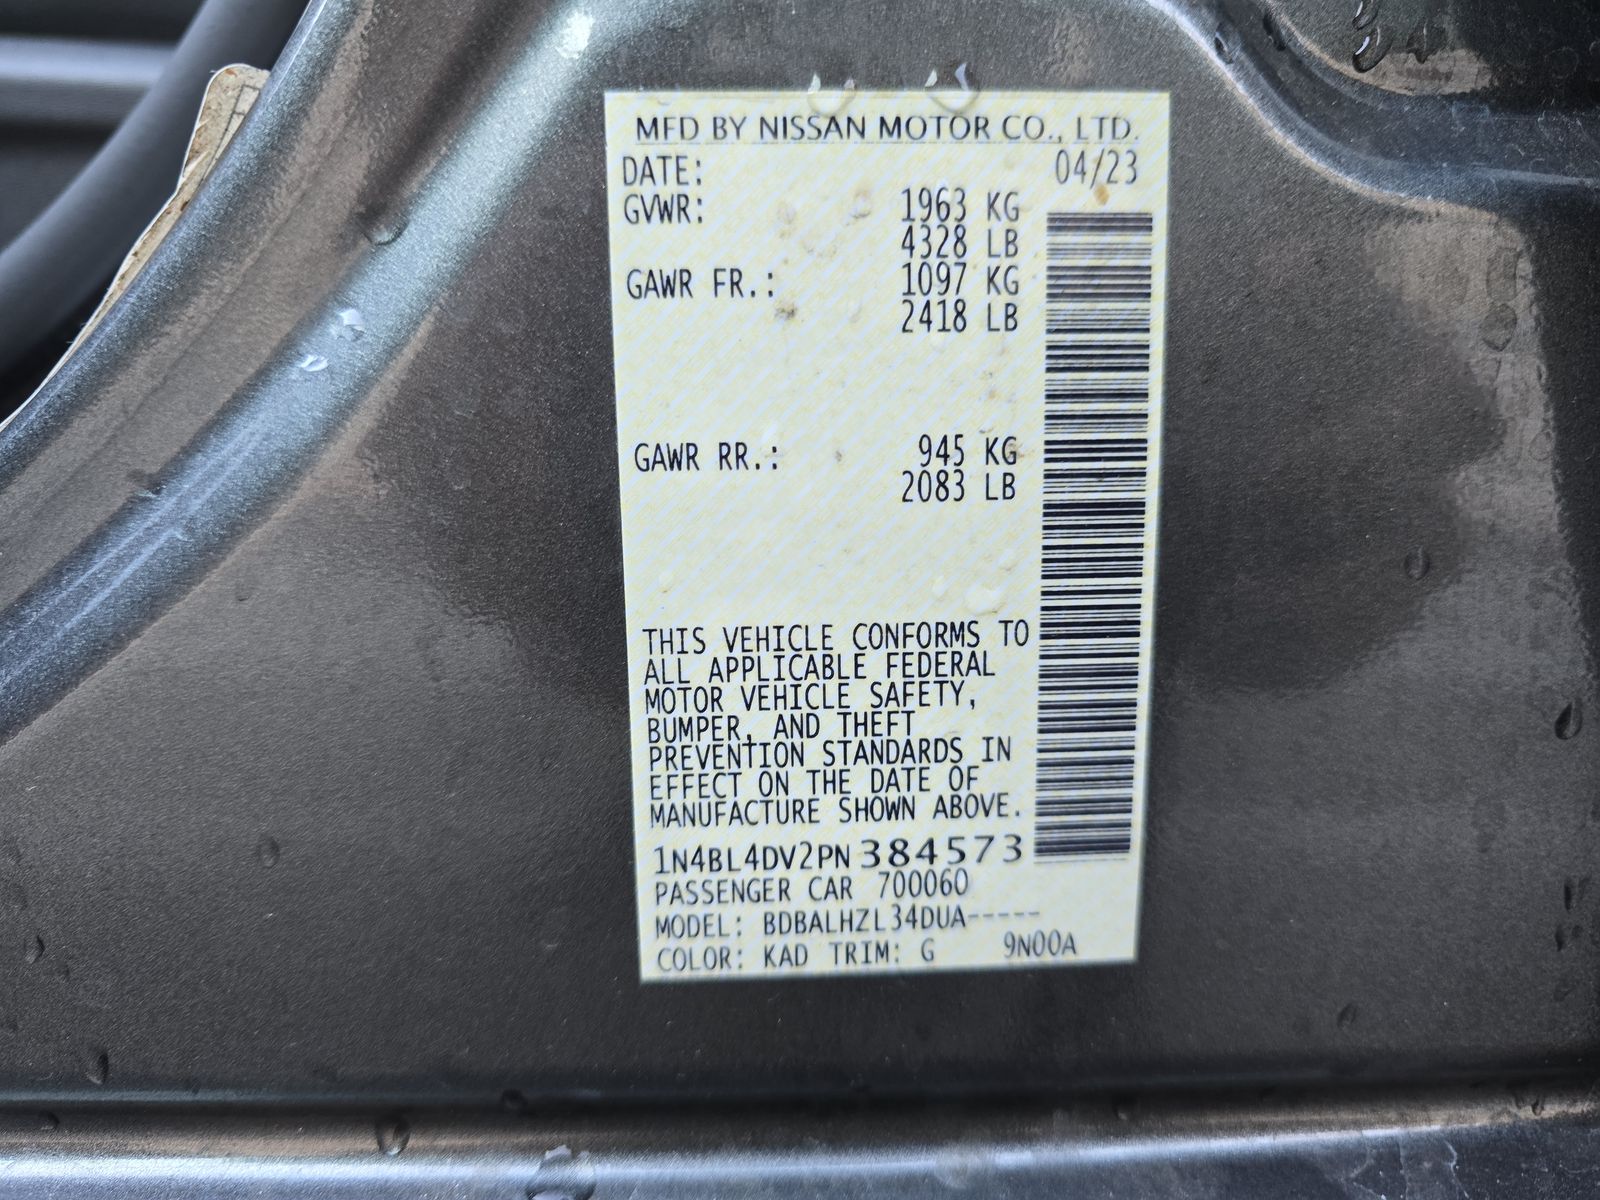 MFD BY NISSAN MOTOR CO., LTD.
DATE: 04/23
GVWR: 1963 KG
4328 LB
GAWR FR.: 1097 KG
2418 LB
GAWR RR.: 945 KG
2083 LB
THIS VEHICLE CONFORMS TO
ALL APPLICABLE FEDERAL
MOTOR VEHICLE SAFETY,
BUMPER, AND THEFT
PREVENTION STANDARDS IN
EFFECT ON THE DATE OF
MANUFACTURE SHOWN ABOVE.
1N4BL4DV2PN384573
PASSENGER CAR 700060
MODEL: BDBALHZL34DUA-----
COLOR: KAD TRIM: G 9N00A